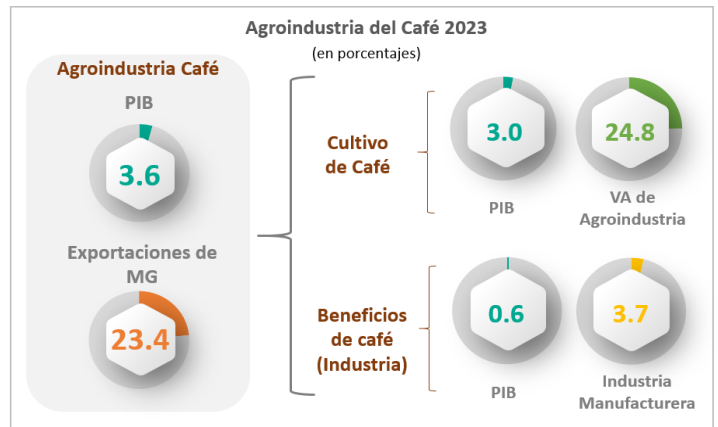 Agroindustria del Café 2023
(en porcentajes)
Agroindustria Café
PIB
3.6
Exportaciones de
MG
23.4
Cultivo
de Café
3.0
PIB
24.8
VA de
Agroindustria
Beneficios
de café
(Industria)
0.6
PIB
3.7
Industria
Manufacturera